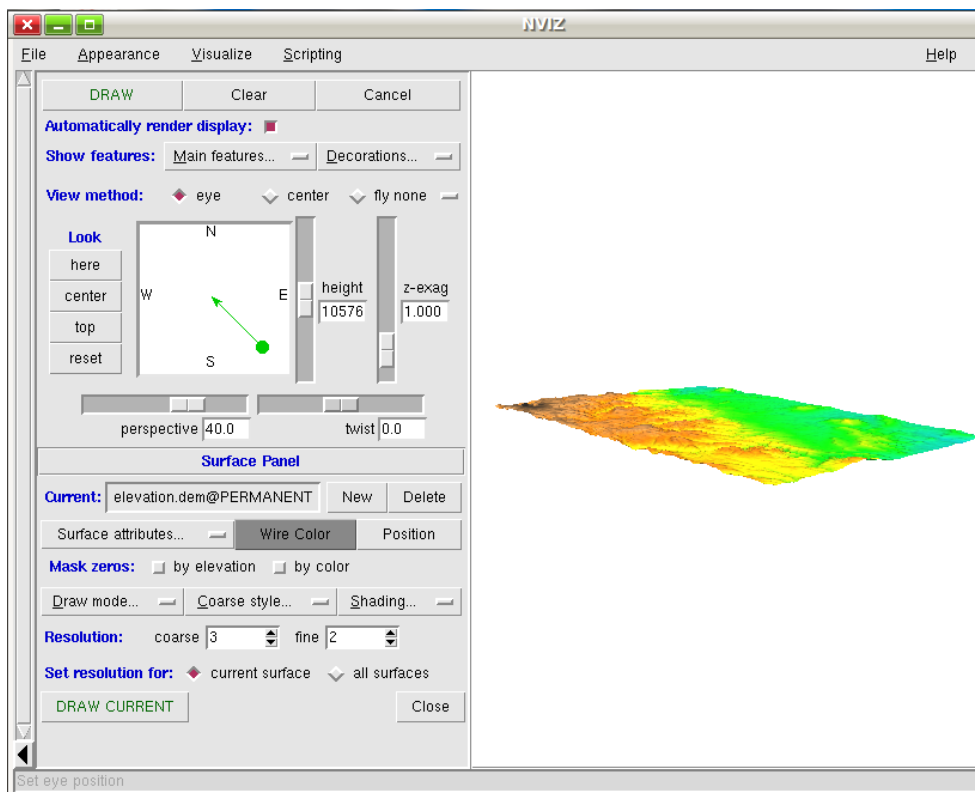 NVIZ
File Appearance Visualize Scripting Help
DRAW Clear Cancel
Automatically render display:
Show features: Main features... Decorations...
View method: eye center fly none
Look
N
here
height z-exag
center W E
10576 1.000
top
reset S
perspective 40.0 twist 0.0
Surface Panel
Current: elevation.dem@PERMANENT New Delete
Surface attributes... Wire Color Position
Mask zeros: by elevation by color
Draw mode... Coarse style... Shading...
Resolution: coarse 3 fine 2
Set resolution for: current surface all surfaces
DRAW CURRENT Close
Set eye position